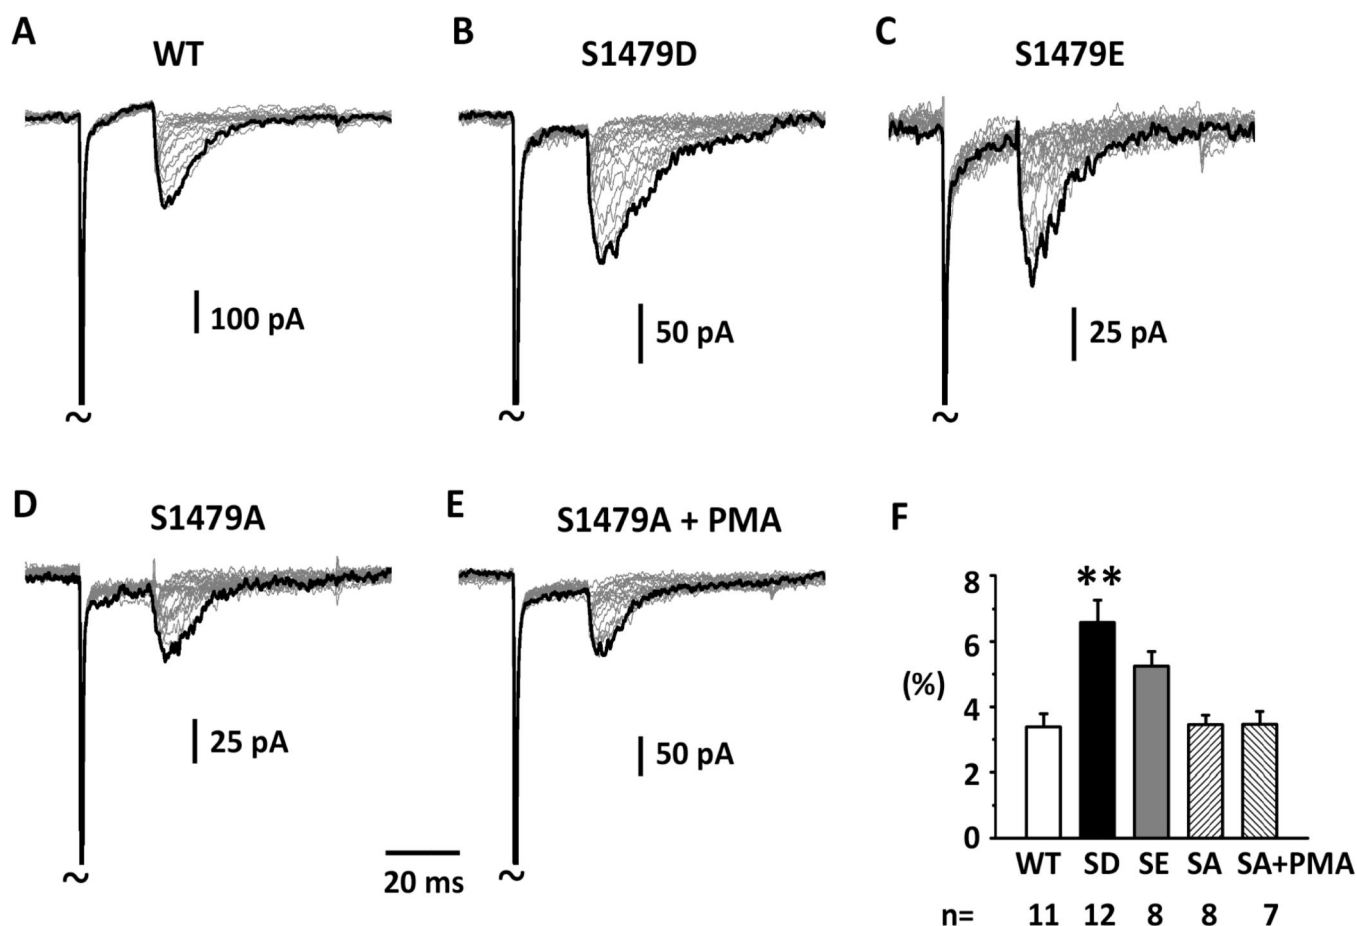 A
WT
100 pA
~
B
S1479D
50 pA
~
C
S1479E
25 pA
~
D
S1479A
25 pA
~
20 ms
E
S1479A + PMA
50 pA
~
F
**
8
6
(%)
4
2
0
WT SD SE SA SA+PMA
n= 11 12 8 8 7